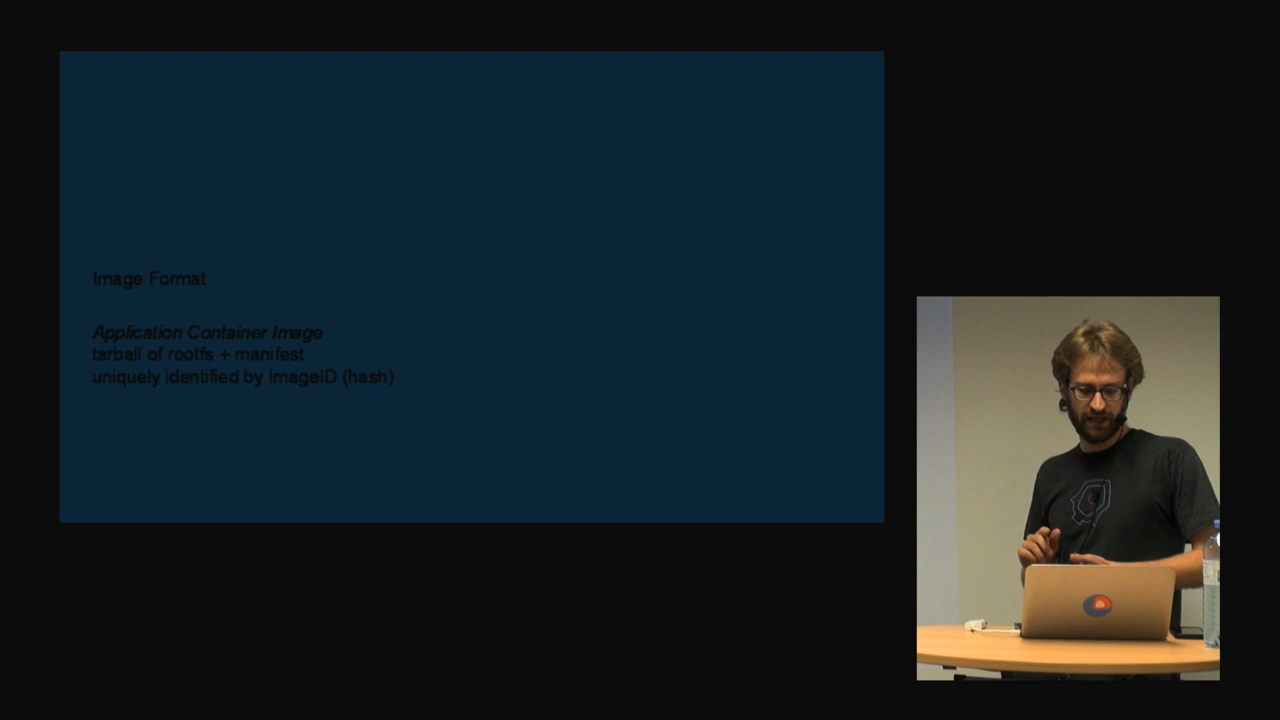 Image Format
Application Container Image
tarball of rootfs + manifest
uniquely identified by ImageID (hash)